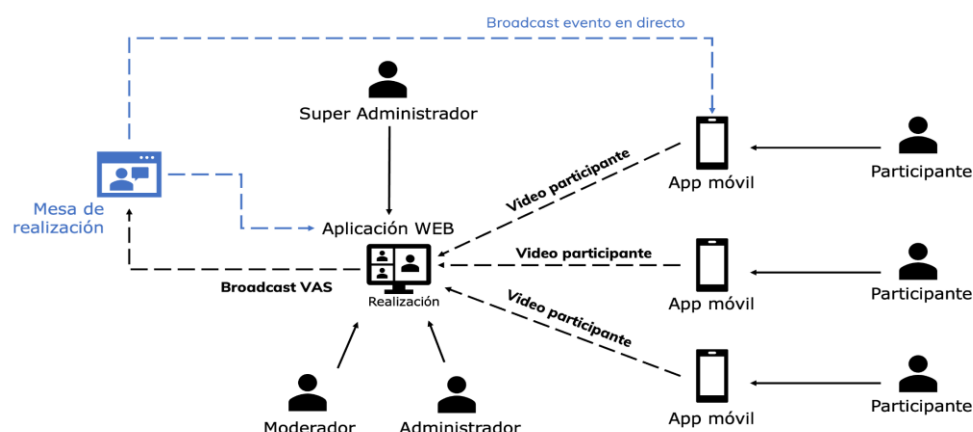 Broadcast evento en directo
Super Administrador
Video participante
App móvil
Participante
Mesa de
realización
Aplicación WEB
Video participante
Broadcast VAS
Realización
App móvil
Participante
Video participante
App móvil
Participante
Moderador
Administrador